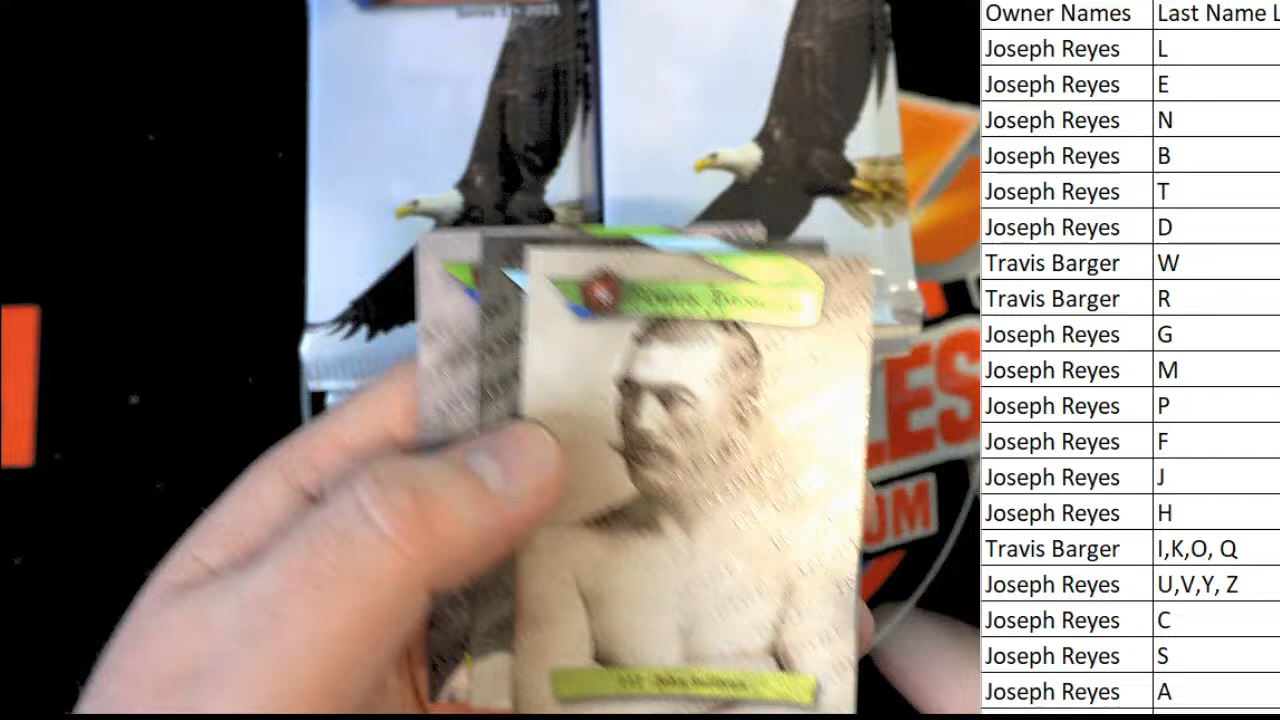 Owner Names Last Name L
Joseph Reyes L
Joseph Reyes E
Joseph Reyes N
Joseph Reyes B
Joseph Reyes T
Joseph Reyes D
Travis Barger W
Travis Barger R
Joseph Reyes G
Joseph Reyes M
Joseph Reyes P
Joseph Reyes F
Joseph Reyes J
Joseph Reyes H
Travis Barger I,K,O, Q
Joseph Reyes U,V,Y, Z
Joseph Reyes C
Joseph Reyes S
Joseph Reyes A
LES
OM